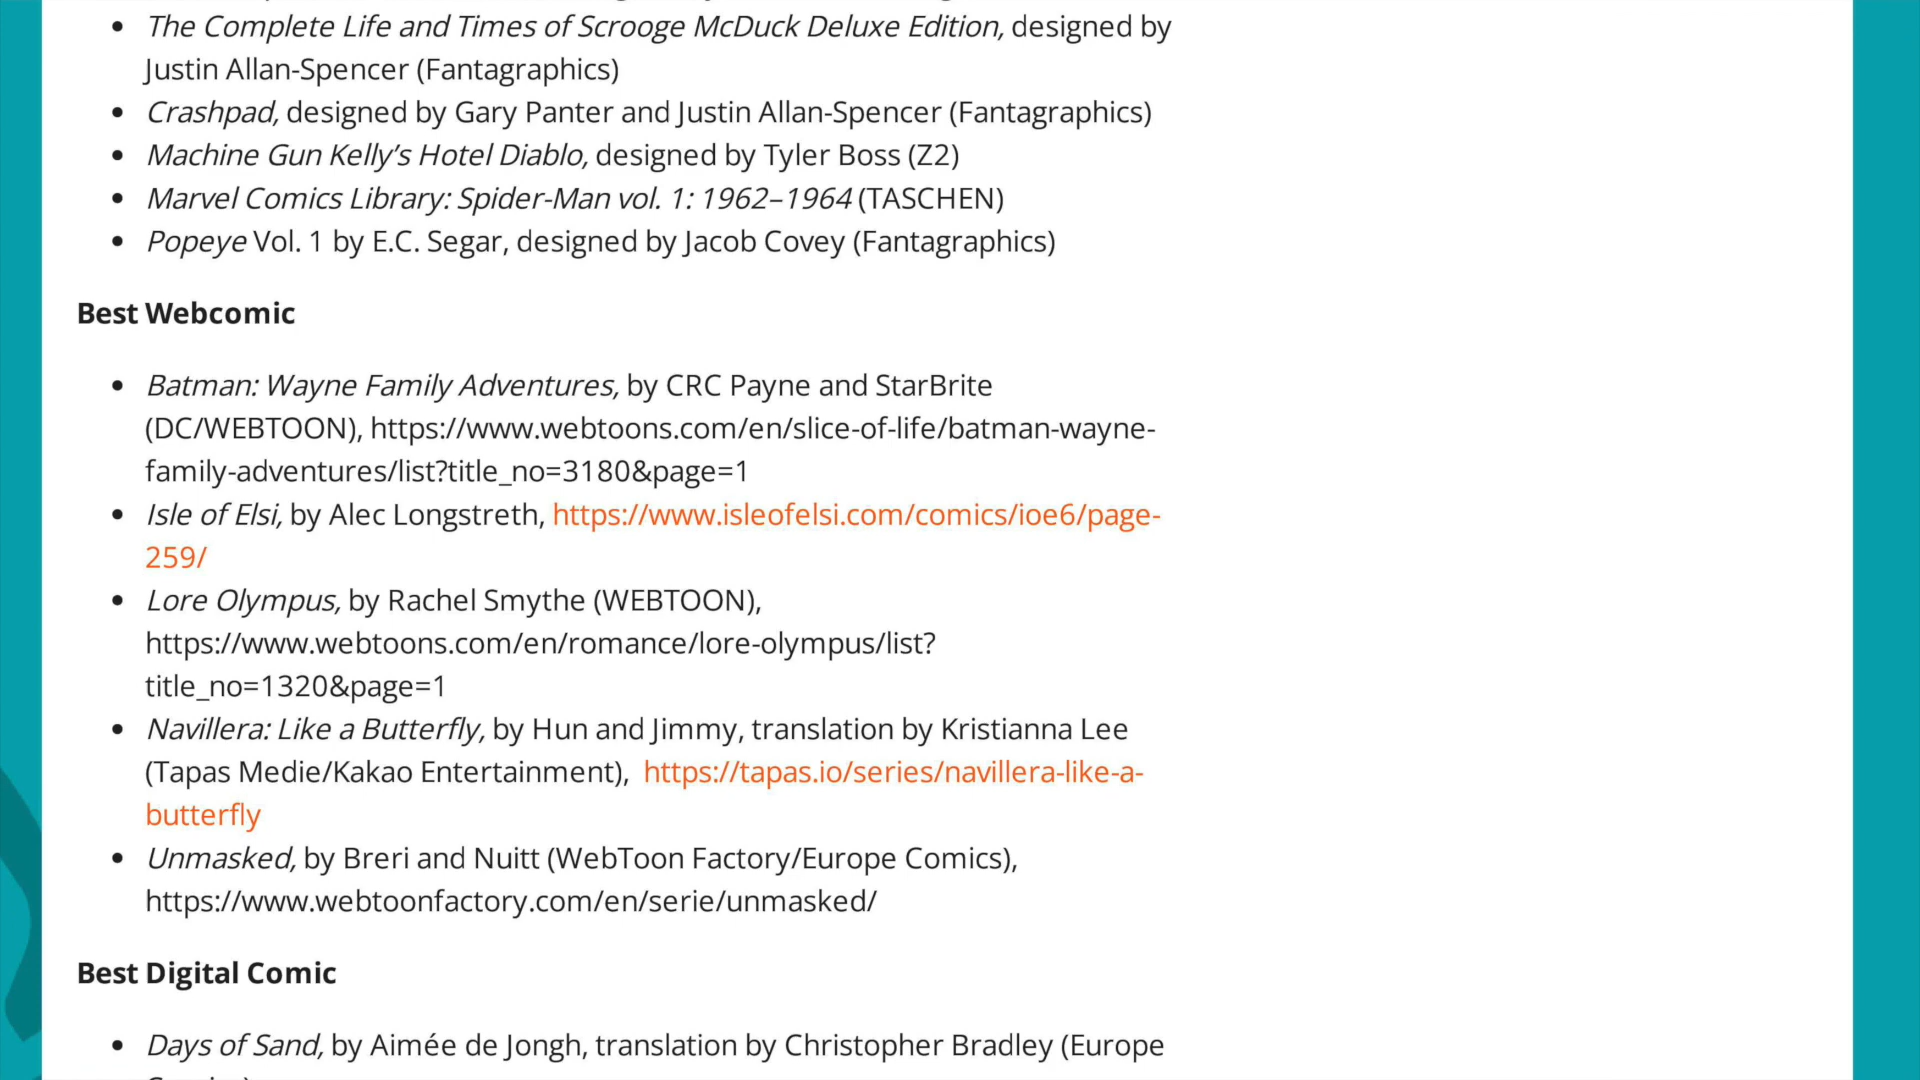 The Complete Life and Times of Scrooge McDuck Deluxe Edition, designed by
Justin Allan-Spencer (Fantagraphics)
Crashpad, designed by Gary Panter and Justin Allan-Spencer (Fantagraphics)
Machine Gun Kelly’s Hotel Diablo, designed by Tyler Boss (Z2)
Marvel Comics Library: Spider-Man vol. 1: 1962–1964 (TASCHEN)
Popeye Vol. 1 by E.C. Segar, designed by Jacob Covey (Fantagraphics)
Best Webcomic
Batman: Wayne Family Adventures, by CRC Payne and StarBrite
(DC/WEBTOON), https://www.webtoons.com/en/slice-of-life/batman-wayne-
family-adventures/list?title_no=3180&page=1
Isle of Elsi, by Alec Longstreth, https://www.isleofelsi.com/comics/ioe6/page-
259/
Lore Olympus, by Rachel Smythe (WEBTOON),
https://www.webtoons.com/en/romance/lore-olympus/list?
title_no=1320&page=1
Navillera: Like a Butterfly, by Hun and Jimmy, translation by Kristianna Lee
(Tapas Medie/Kakao Entertainment), https://tapas.io/series/navillera-like-a-
butterfly
Unmasked, by Breri and Nuitt (WebToon Factory/Europe Comics),
https://www.webtoonfactory.com/en/serie/unmasked/
Best Digital Comic
Days of Sand, by Aimée de Jongh, translation by Christopher Bradley (Europe